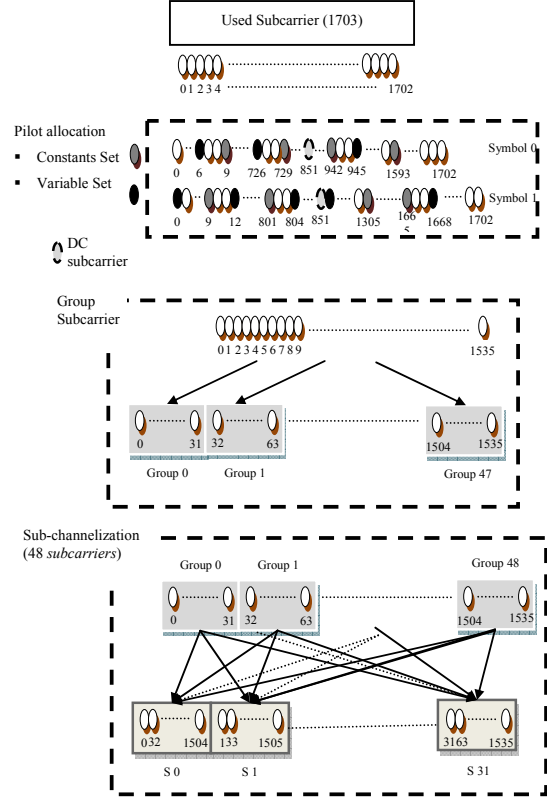 Used Subcarrier (1703)
0 1 2 3 4 1702
Pilot allocation
▪ Constants Set
▪ Variable Set
Symbol 0
0 6 9 726 729 851 942 945 1593 1702
Symbol 1
0 9 12 801 804 851 1305 166 1668 1702
5
DC
subcarrier
Group
Subcarrier
0 1 2 3 4 5 6 7 8 9 1535
0 31 32 63 1504 1535
Group 0 Group 1 Group 47
Sub-channelization
(48 subcarriers)
Group 0 Group 1 Group 48
0 31 32 63 1504 1535
032 1504 133 1505 3163 1535
S 0 S 1 S 31